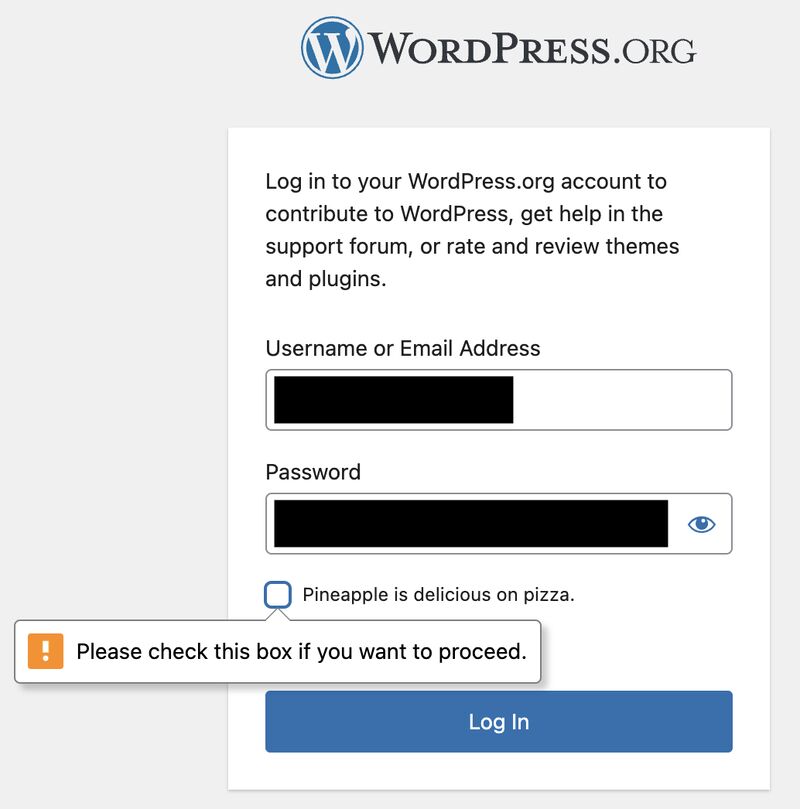 WORDPRESS.ORG
Log in to your WordPress.org account to
contribute to WordPress, get help in the
support forum, or rate and review themes
and plugins.
Username or Email Address
Password
Pineapple is delicious on pizza.
! Please check this box if you want to proceed.
Log In